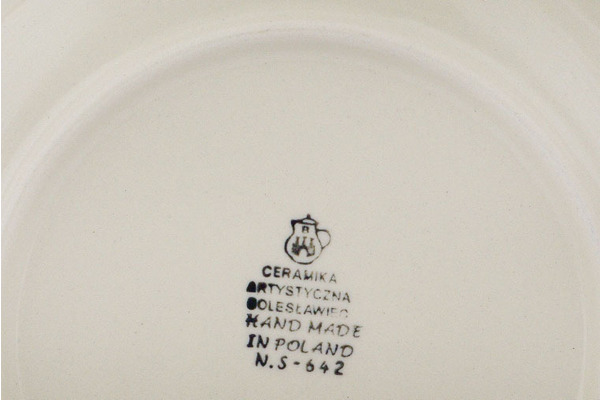 B
CERAMIKA
ARTYSTYCZNA
BOLESŁAWIEC
HAND MADE
IN POLAND
N.S-642